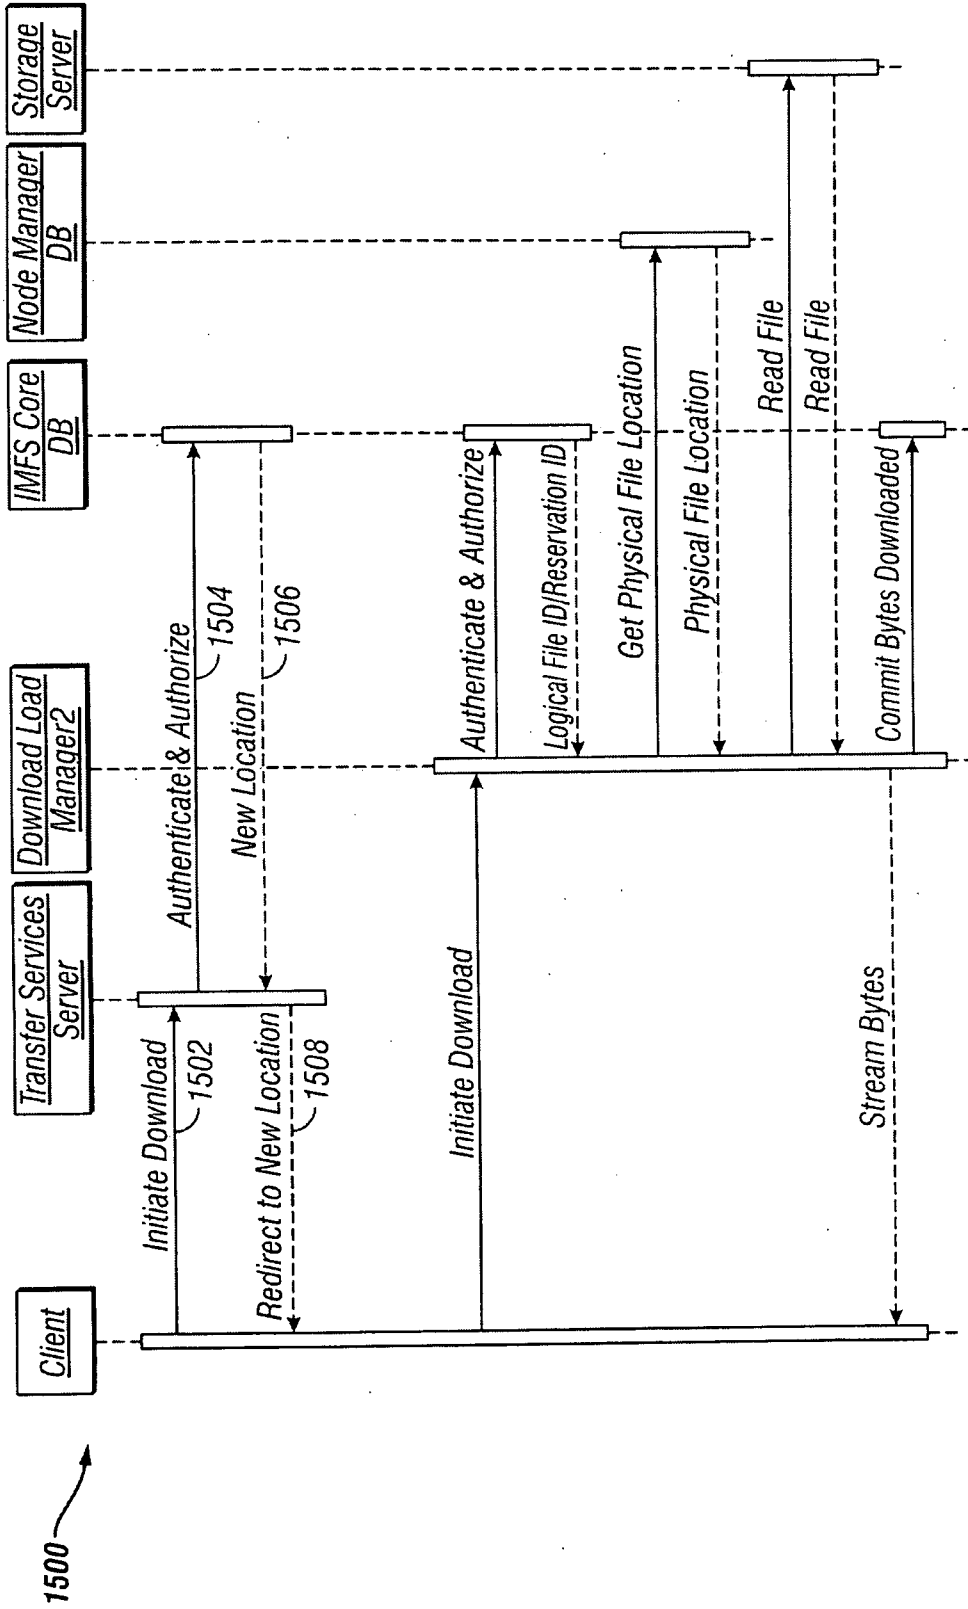 1500
Client
Transfer Services
Server
Download Load
Manager2
IMFS Core
DB
Node Manager
DB
Storage
Server
Initiate Download
1502
Authenticate & Authorize
1504
New Location
1506
Redirect to New Location
1508
Initiate Download
Authenticate & Authorize
Logical File ID/Reservation ID
Get Physical File Location
Physical File Location
Read File
Read File
Stream Bytes
Commit Bytes Downloaded